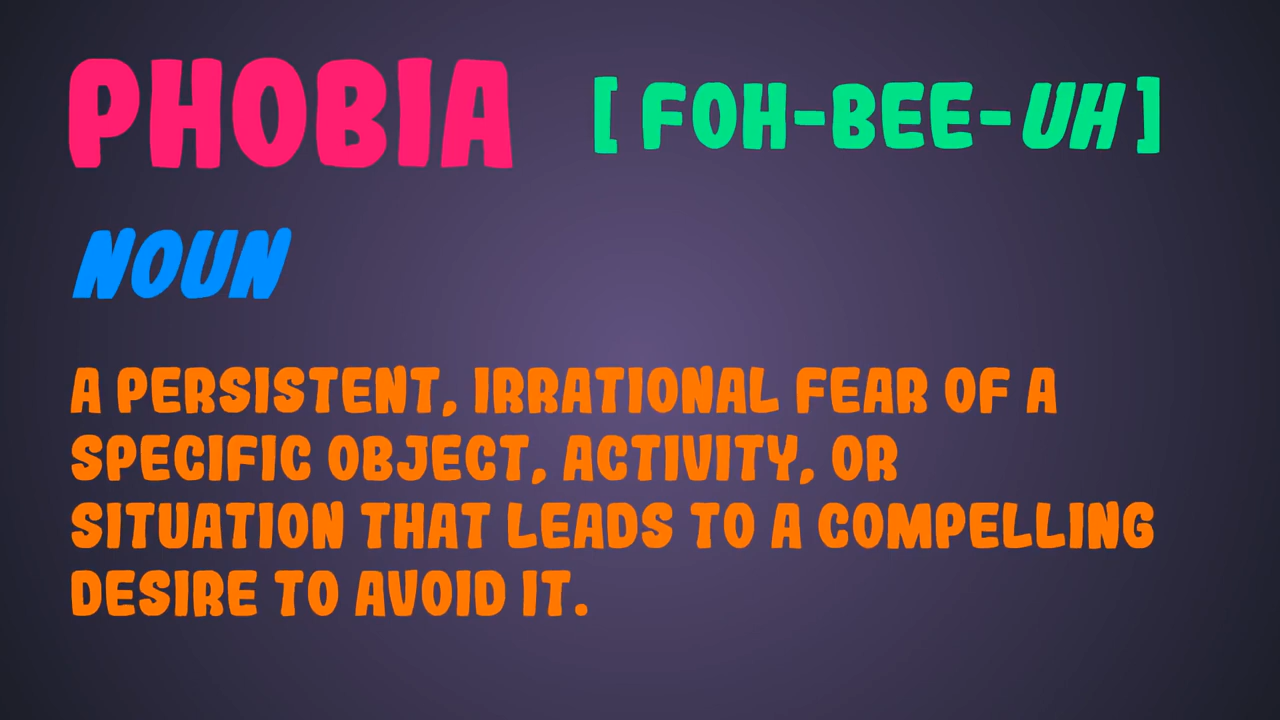 PHOBIA [ FOH-BEE-UH ]
NOUN
A PERSISTENT, IRRATIONAL FEAR OF A
SPECIFIC OBJECT, ACTIVITY, OR
SITUATION THAT LEADS TO A COMPELLING
DESIRE TO AVOID IT.